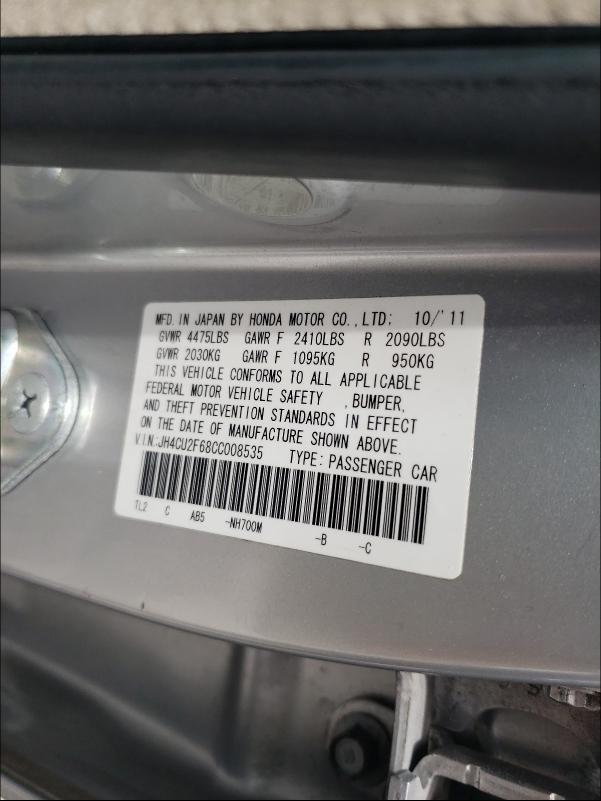 MFD. IN JAPAN BY HONDA MOTOR CO., LTD; 10/'11
GVWR 4475LBS GAWR F 2410LBS R 2090LBS
GVWR 2030KG GAWR F 1095KG R 950KG
THIS VEHICLE CONFORMS TO ALL APPLICABLE
FEDERAL MOTOR VEHICLE SAFETY ,BUMPER,
AND THEFT PREVENTION STANDARDS IN EFFECT
ON THE DATE OF MANUFACTURE SHOWN ABOVE.
V.I.N:JH4CU2F68CC008535 TYPE: PASSENGER CAR
TL2 C AB5 -NH700M -B -C